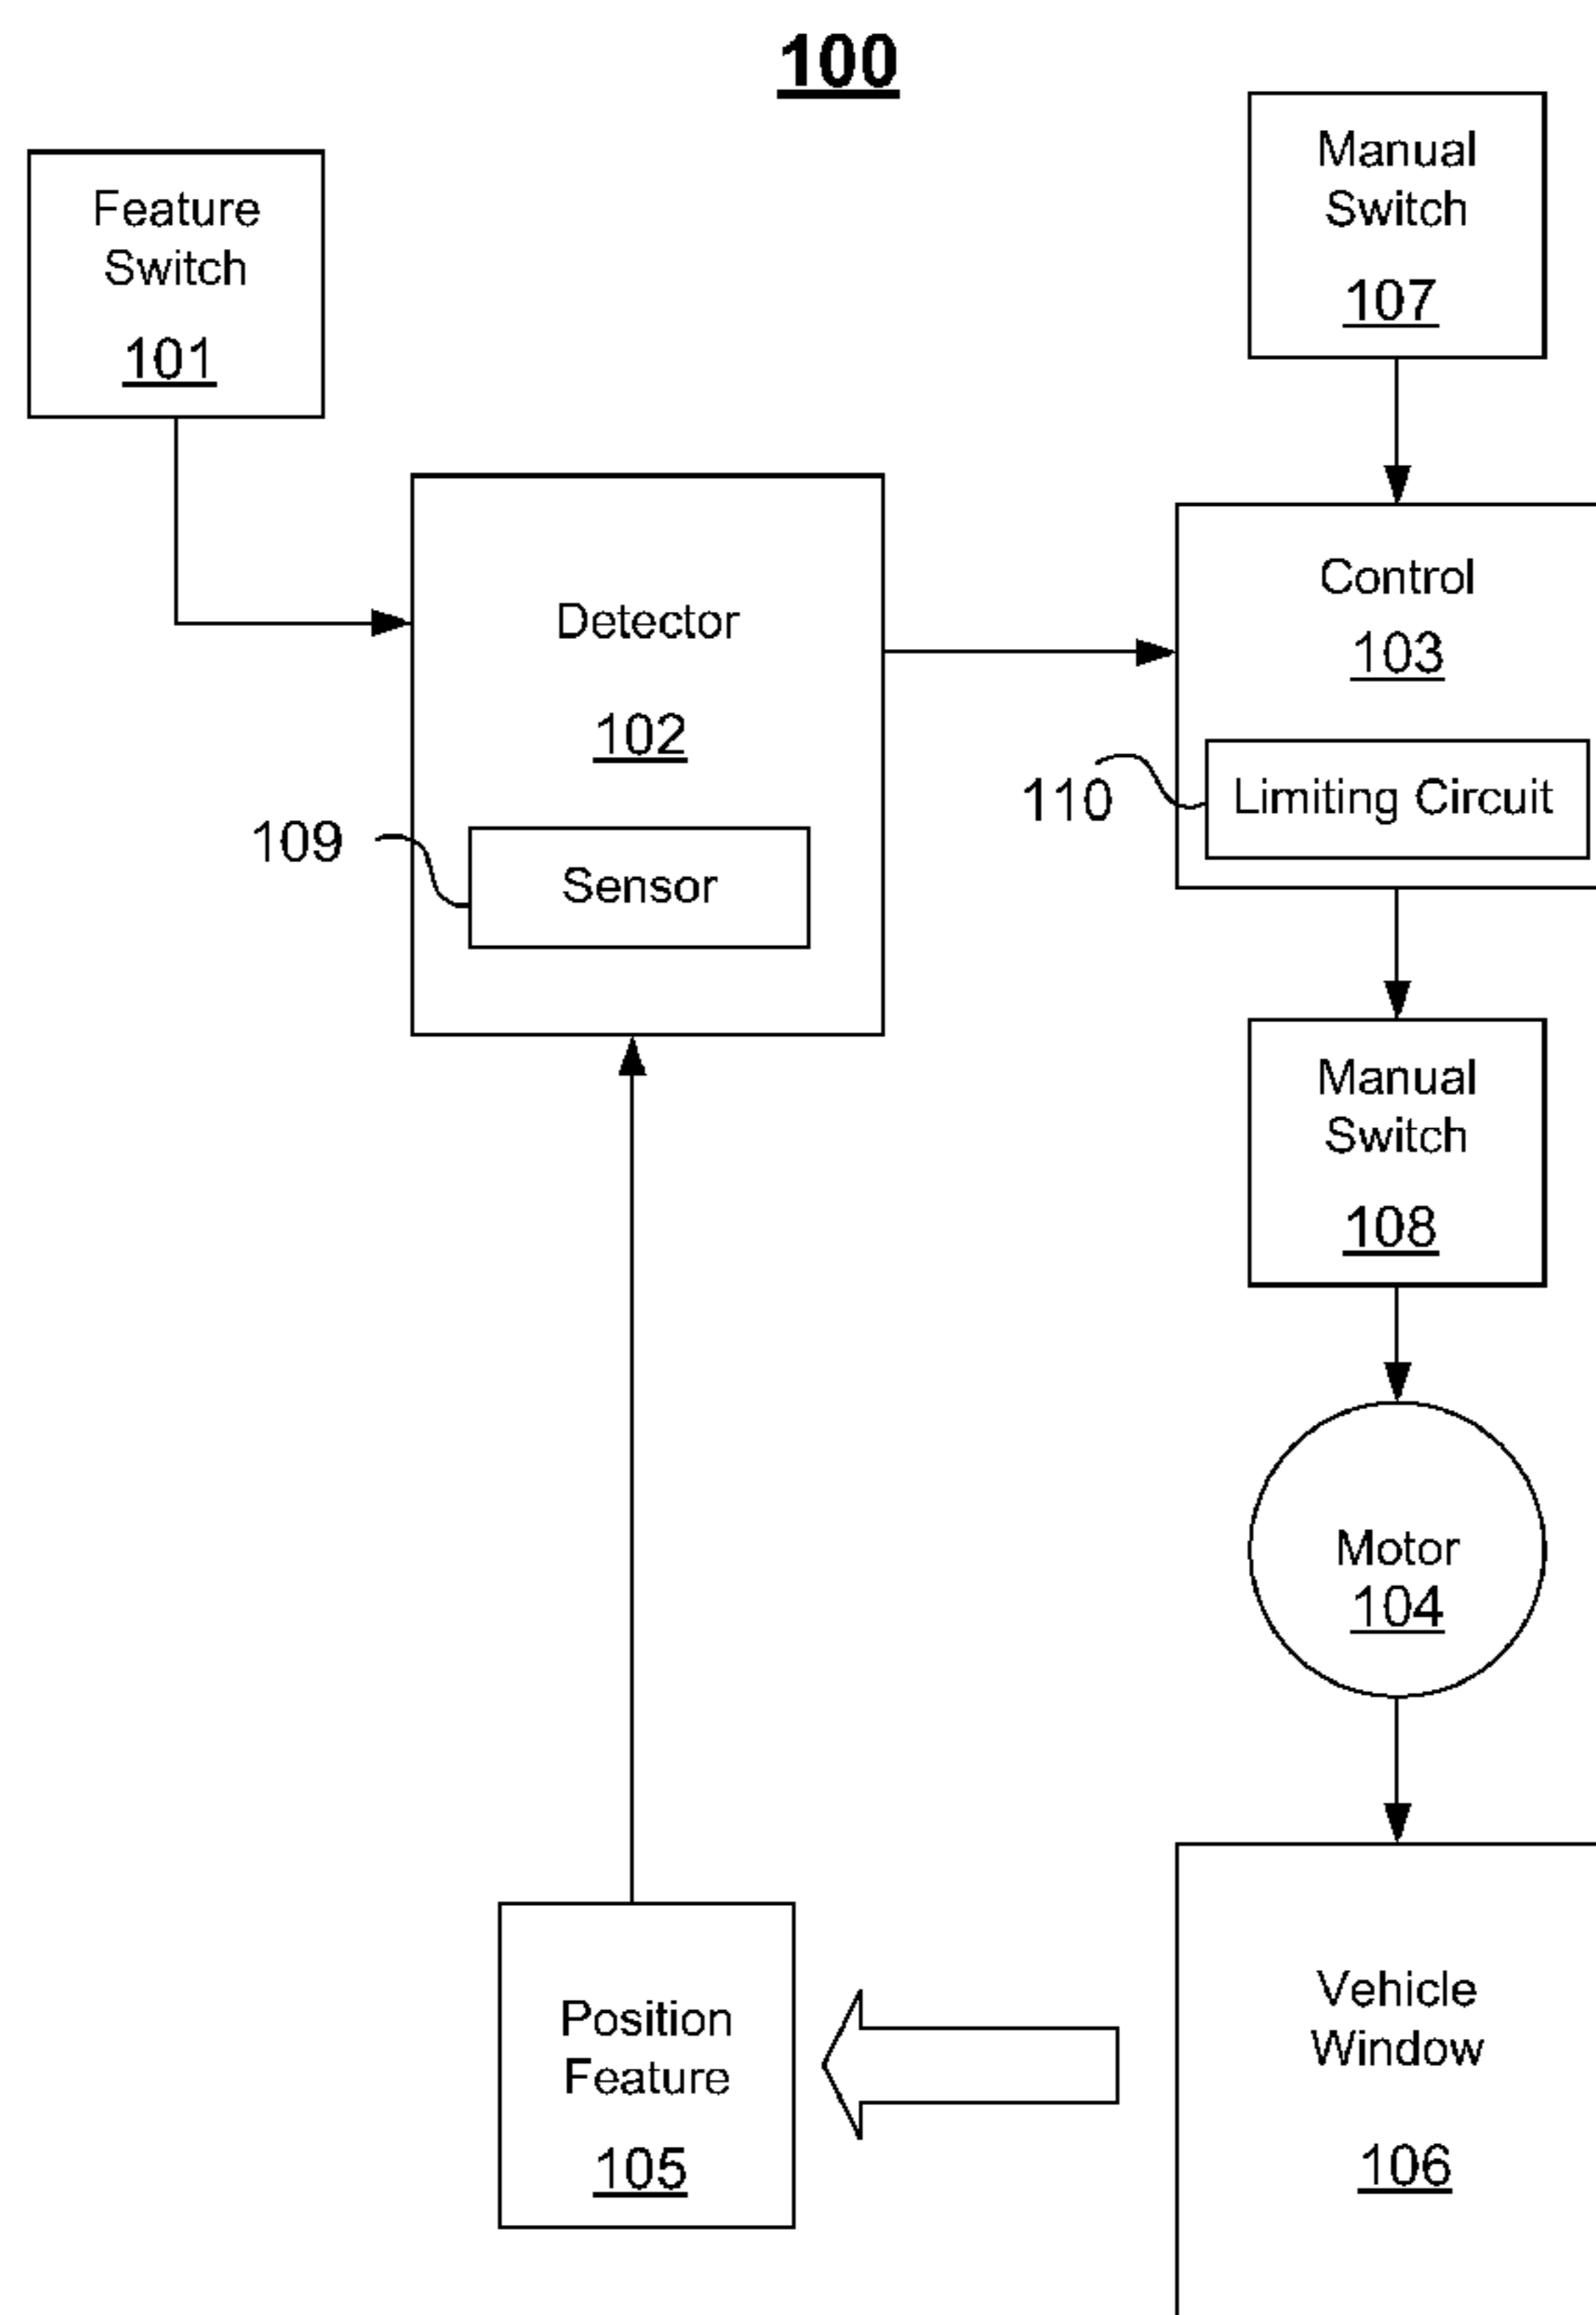 100
Feature
Switch
101
Manual
Switch
107
Detector
102
109
Sensor
Control
103
110
Limiting Circuit
Manual
Switch
108
Motor
104
Position
Feature
105
Vehicle
Window
106